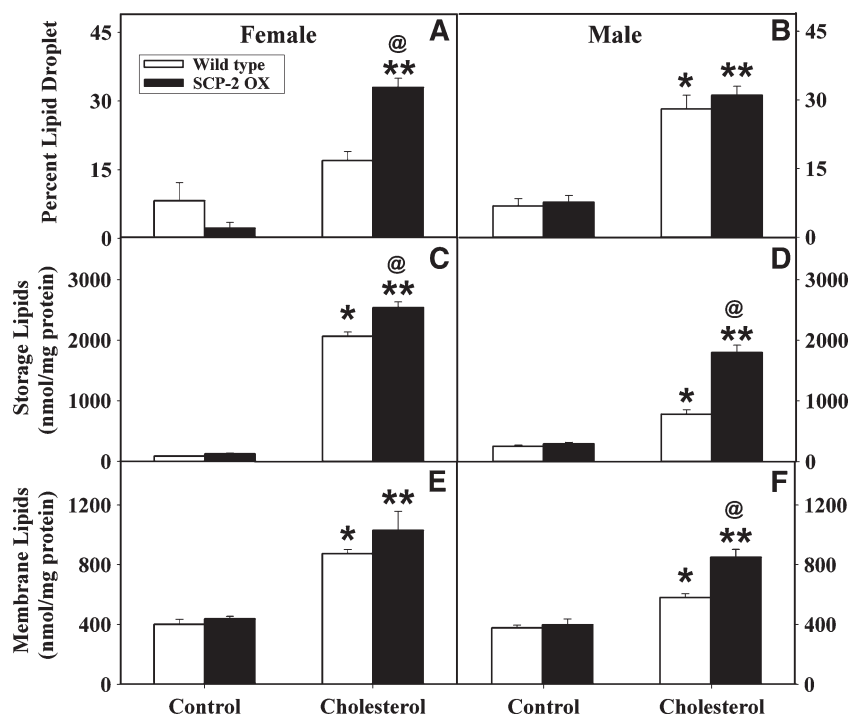 Female
A
Male
B
Wild type
SCP-2 OX
@
**
*
**
Percent Lipid Droplet
45
30
15
0
45
30
15
0
C
D
@
*
**
@
*
**
Storage Lipids
(nmol/mg protein)
3000
2000
1000
0
3000
2000
1000
0
E
F
*
**
@
*
**
Membrane Lipids
(nmol/mg protein)
1200
800
400
0
1200
800
400
0
Control
Cholesterol
Control
Cholesterol